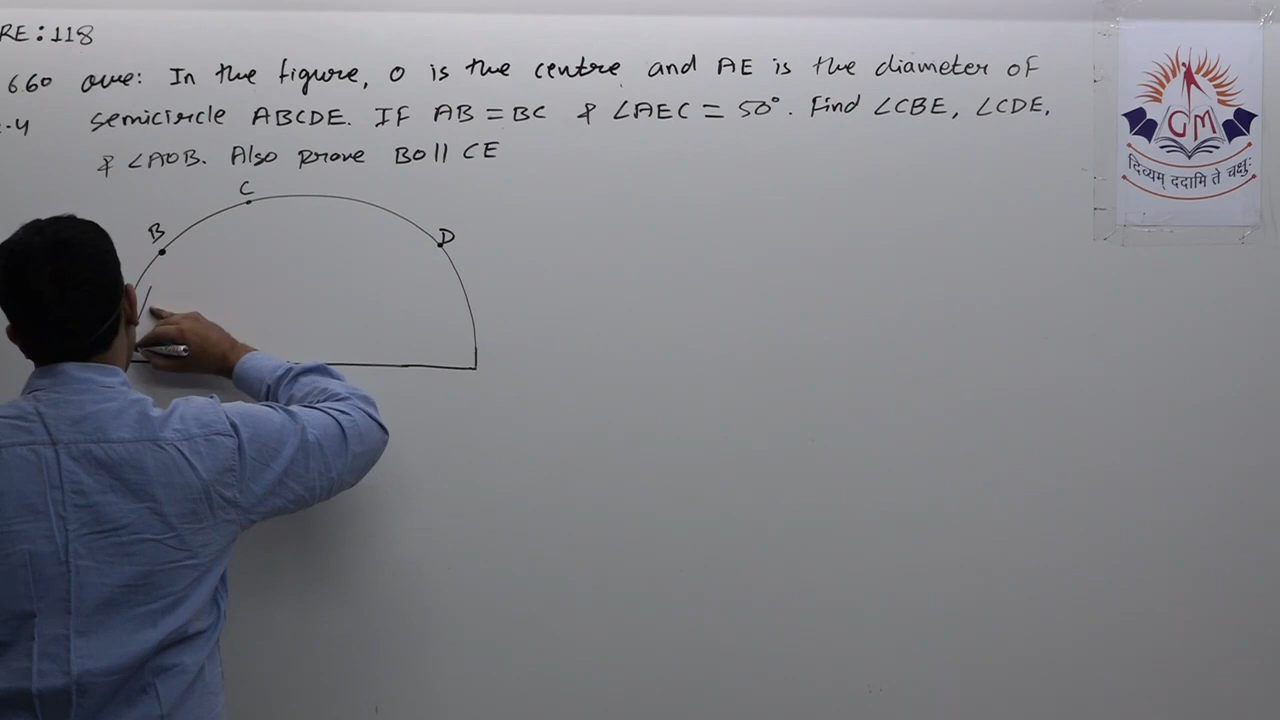 RE: 118
6.60 Que: In the figure, O is the centre and AE is the diameter of
-4 semicircle ABCDE. IF AB = BC & ∠AEC = 50°. Find ∠CBE, ∠CDE,
& ∠AOB. Also prove BO || CE
C
B
D
GM
दिव्यम् ददामि ते चक्षुः